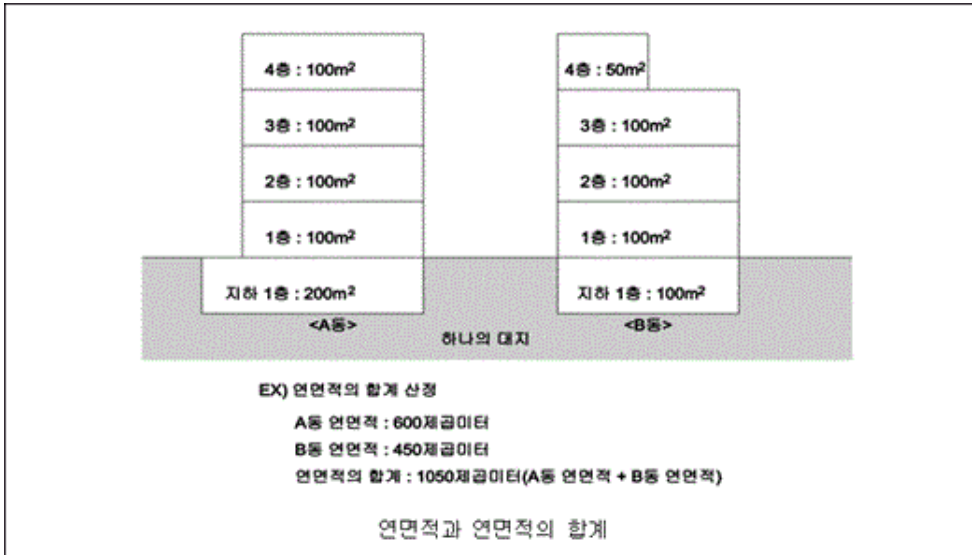 4층 : 100m²
3층 : 100m²
2층 : 100m²
1층 : 100m²
지하 1층 : 200m²
<A동>
4층 : 50m²
3층 : 100m²
2층 : 100m²
1층 : 100m²
지하 1층 : 100m²
<B동>
하나의 대지
EX) 연면적의 합계 산정
A동 연면적 : 600제곱미터
B동 연면적 : 450제곱미터
연면적의 합계 : 1050제곱미터(A동 연면적 + B동 연면적)
연면적과 연면적의 합계